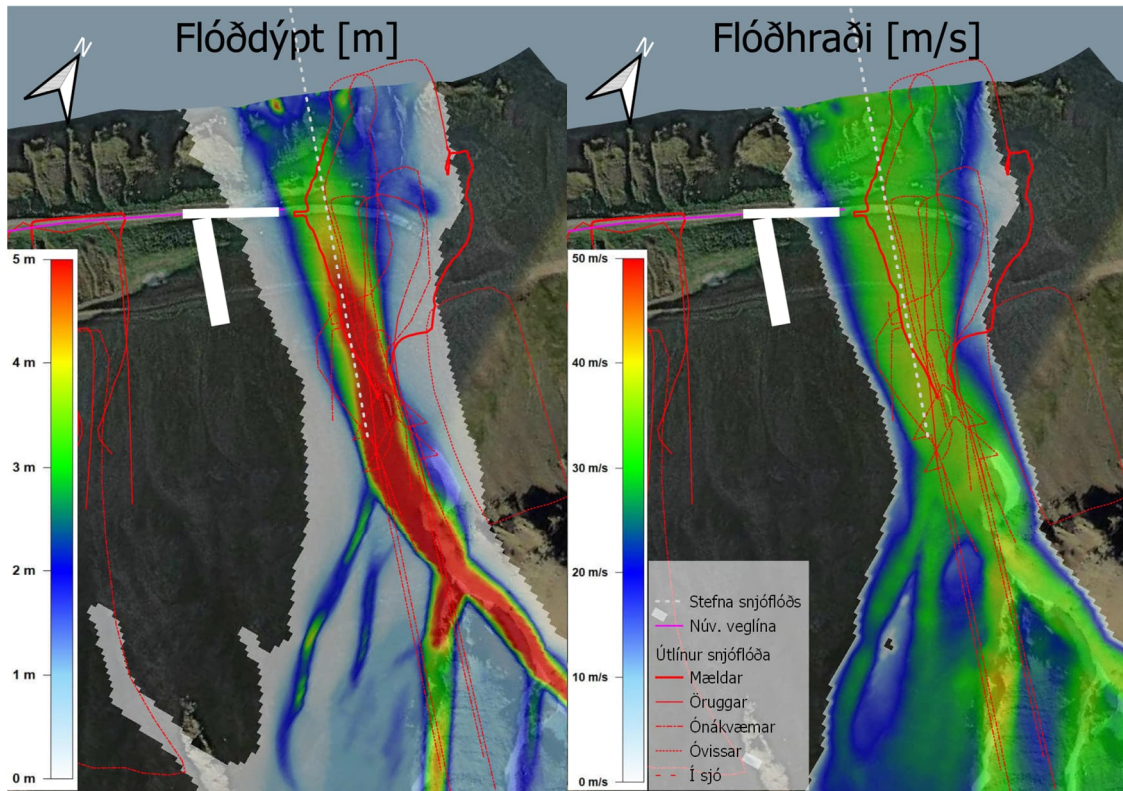 Flóðdýpt [m]
N
5 m
4 m
3 m
2 m
1 m
0 m
Flóðhraði [m/s]
N
50 m/s
40 m/s
30 m/s
20 m/s
10 m/s
0 m/s
Stefna snjóflóðs
Núv. veglína
Útlínur snjóflóða
Mældar
Öruggar
Ónákvæmar
Óvissar
Í sjó